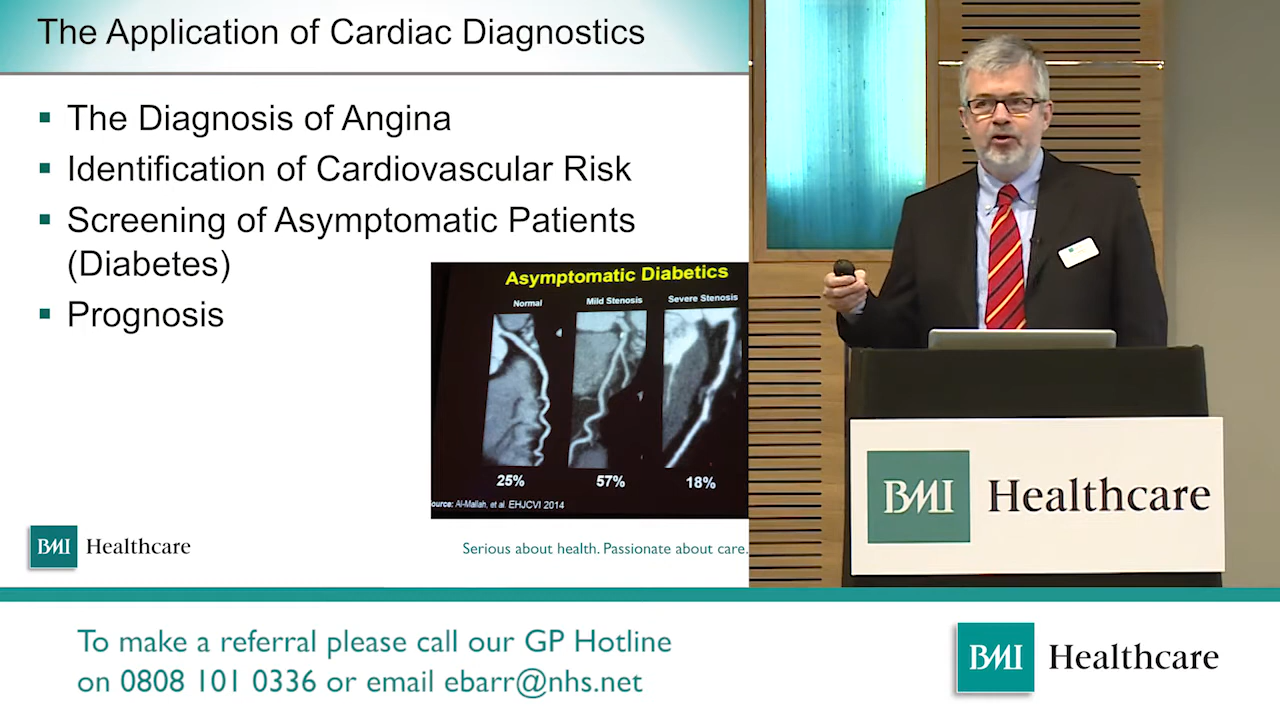 The Application of Cardiac Diagnostics
The Diagnosis of Angina
Identification of Cardiovascular Risk
Screening of Asymptomatic Patients
(Diabetes)
Prognosis
Asymptomatic Diabetics
Normal
Mild Stenosis
Severe Stenosis
25%
57%
18%
ource: Al-Mallah, et al. EHJCVI 2014
BMI Healthcare
Serious about health. Passionate about care.
BMI Healthcare
To make a referral please call our GP Hotline
on 0808 101 0336 or email ebarr@nhs.net
BMI Healthcare